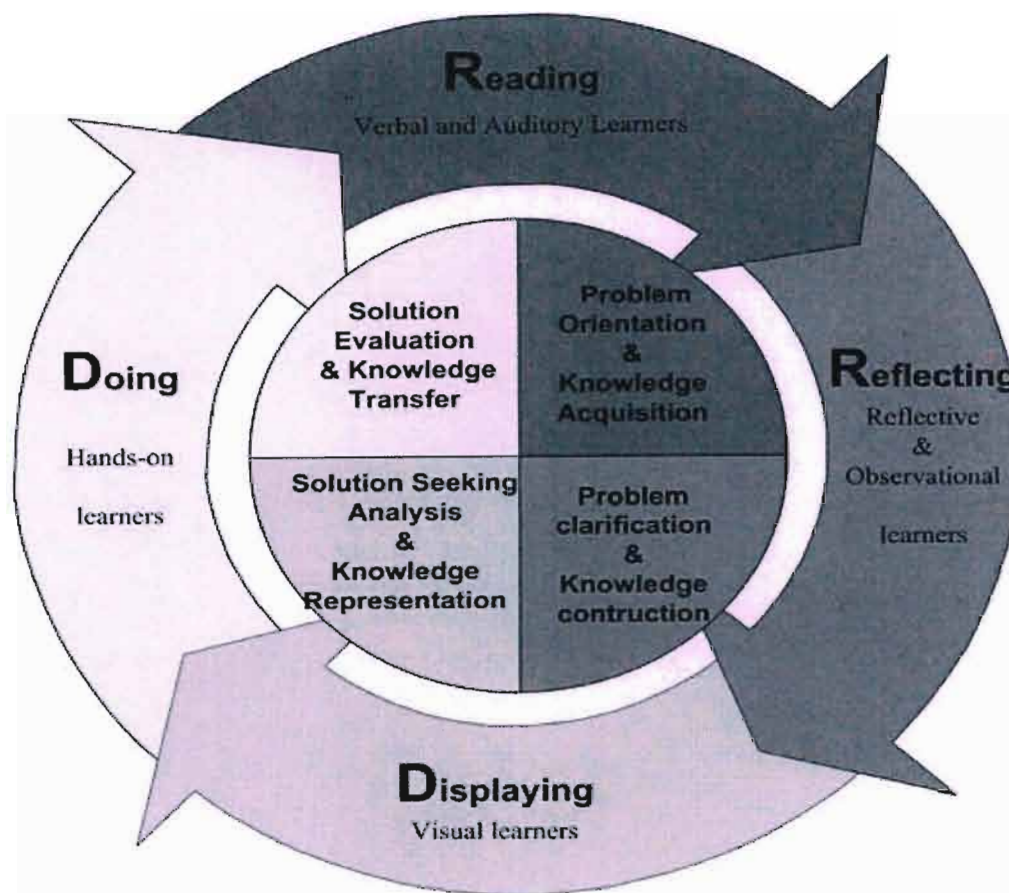 Reading
Verbal and Auditory Learners
Solution
Evaluation
& Knowledge
Transfer
Problem
Orientation
&
Knowledge
Acquisition
Doing
Hands-on
learners
Reflecting
Reflective
&
Observational
learners
Solution Seeking
Analysis
&
Knowledge
Representation
Problem
clarification
&
Knowledge
contruction
Displaying
Visual learners